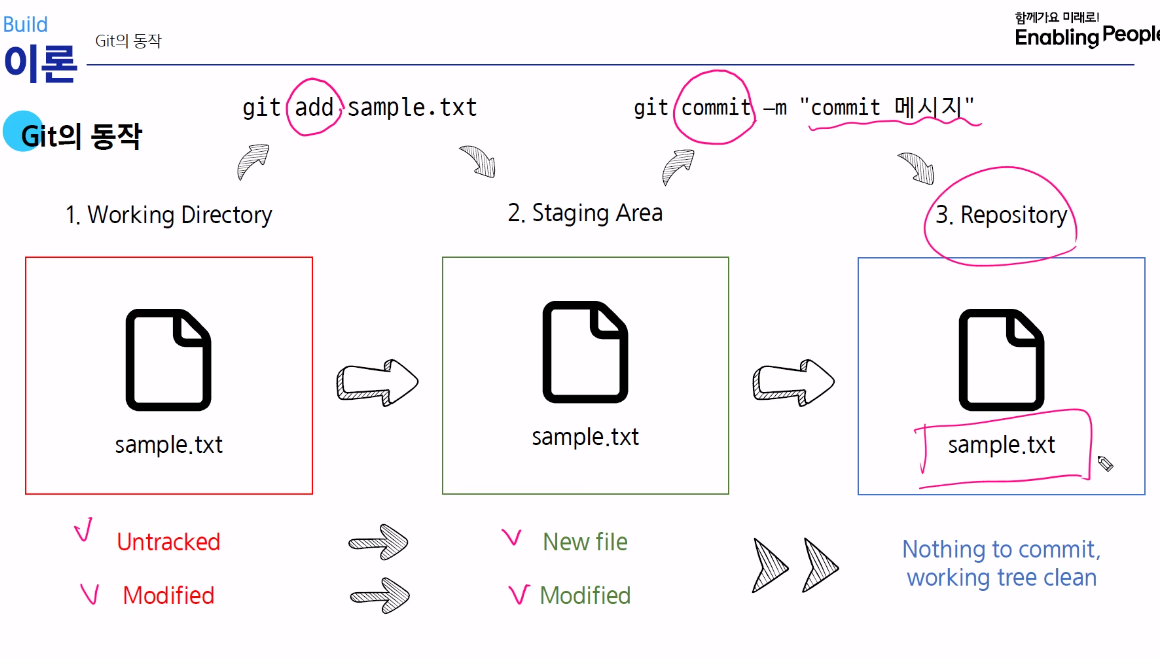 Build
이론
Git의 동작
함께가요 미래로!
Enabling People
Git의 동작
git add sample.txt
git commit –m "commit 메시지"
1. Working Directory
2. Staging Area
3. Repository
sample.txt
sample.txt
sample.txt
Untracked
New file
Modified
Modified
Nothing to commit,
working tree clean